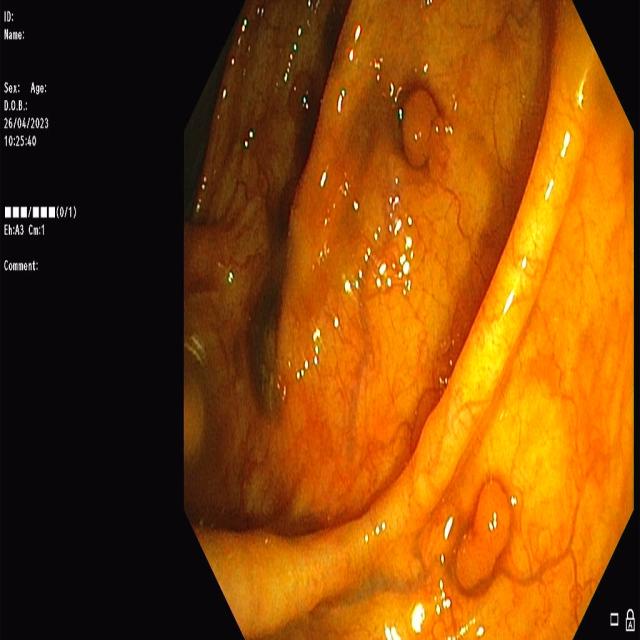 ID:
Name:
Sex: Age:
D.O.B.:
26/04/2023
10:25:40
■■■/■■■(0/1)
Eh:A3 Cm:1
Comment:
A